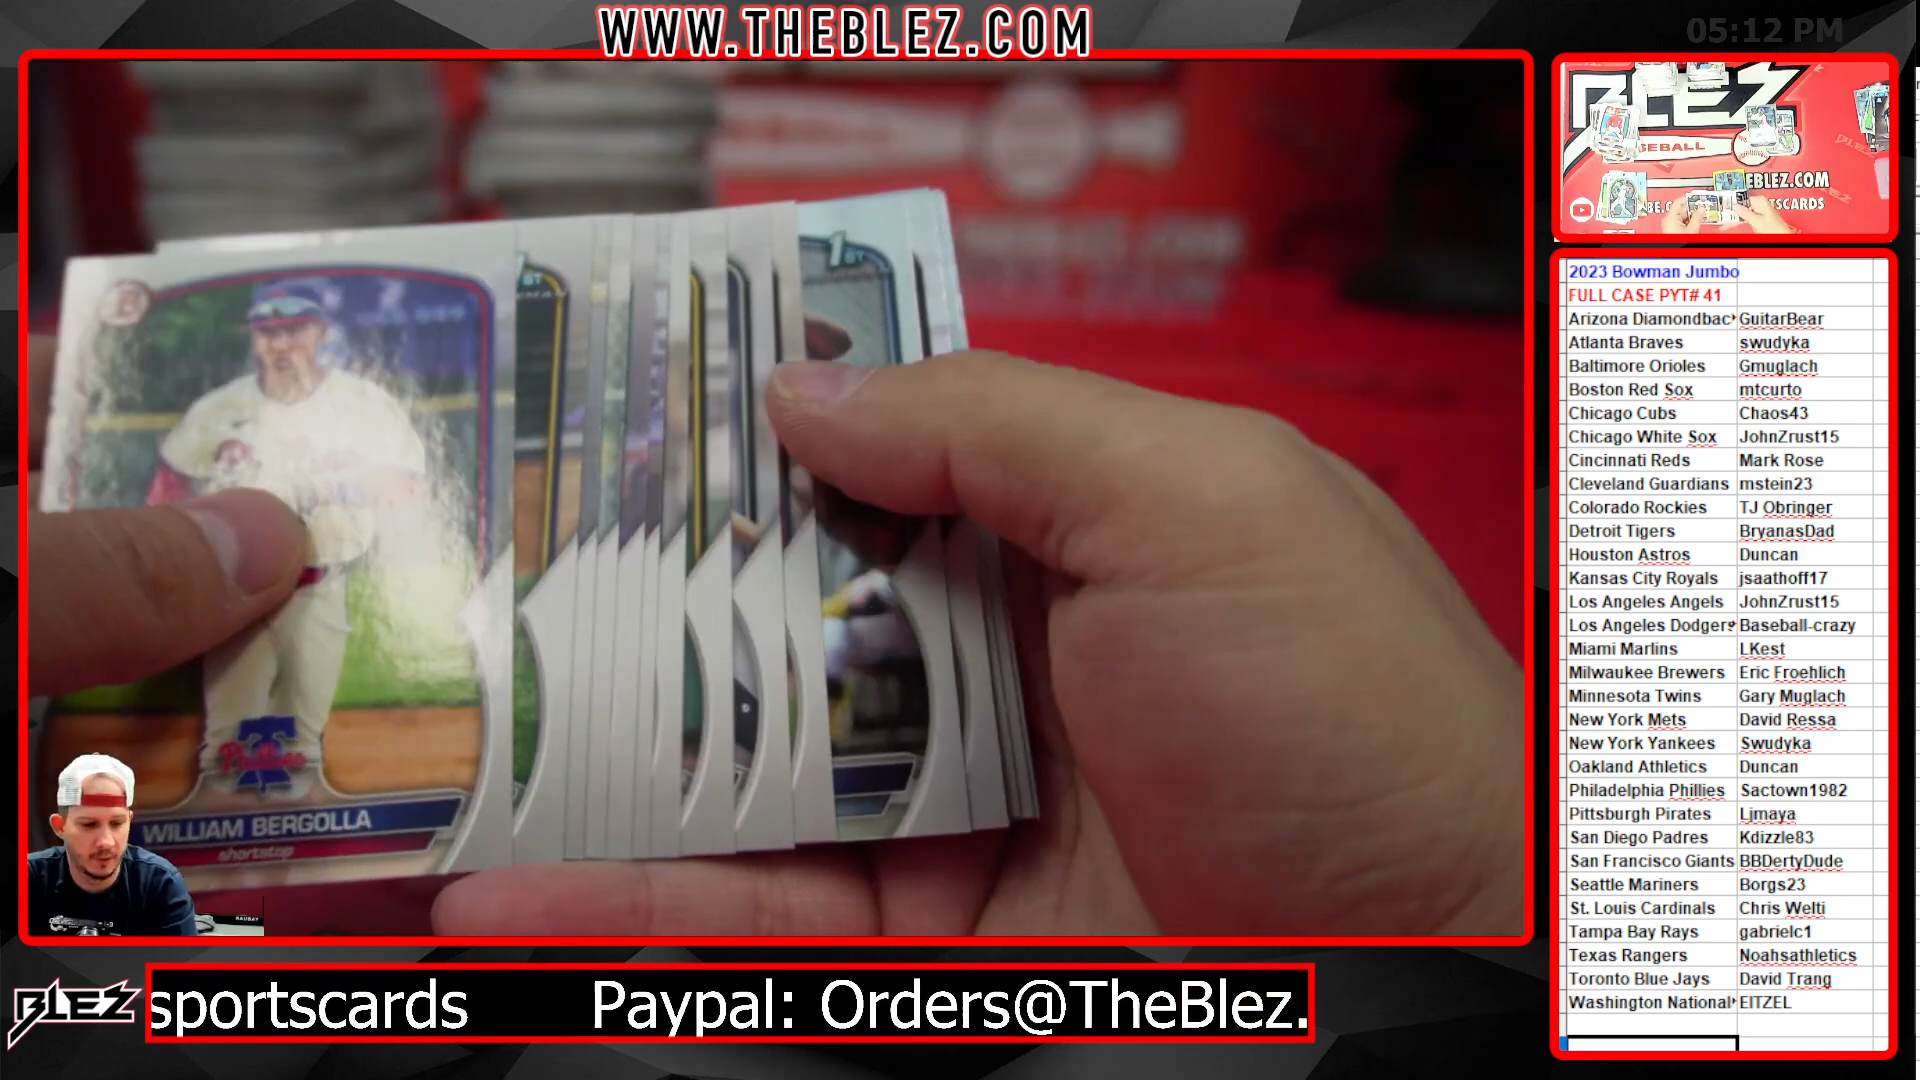 WWW.THEBLEZ.COM
05:12 PM
BLEZ
SEBALL
EBLEZ.COM
TSCARDS
2023 Bowman Jumbo
FULL CASE PYT# 41
Arizona Diamondbac GuitarBear
Atlanta Braves swudyka
Baltimore Orioles Gmuglach
Boston Red Sox mtcurto
Chicago Cubs Chaos43
Chicago White Sox JohnZrust15
Cincinnati Reds Mark Rose
Cleveland Guardians mstein23
Colorado Rockies TJ Obringer
Detroit Tigers BryanasDad
Houston Astros Duncan
Kansas City Royals jsaathoff17
Los Angeles Angels JohnZrust15
Los Angeles Dodgers Baseball-crazy
Miami Marlins LKest
Milwaukee Brewers Eric Froehlich
Minnesota Twins Gary Muglach
New York Mets David Ressa
New York Yankees Swudyka
Oakland Athletics Duncan
Philadelphia Phillies Sactown1982
Pittsburgh Pirates Ljmaya
San Diego Padres Kdizzle83
San Francisco Giants BBDertyDude
Seattle Mariners Borgs23
St. Louis Cardinals Chris Welti
Tampa Bay Rays gabrielc1
Texas Rangers Noahsathletics
Toronto Blue Jays David Trang
Washington National EITZEL
1ST
Phillies
WILLIAM BERGOLLA
shortstop
BLEZ
sportscards Paypal: Orders@TheBlez.